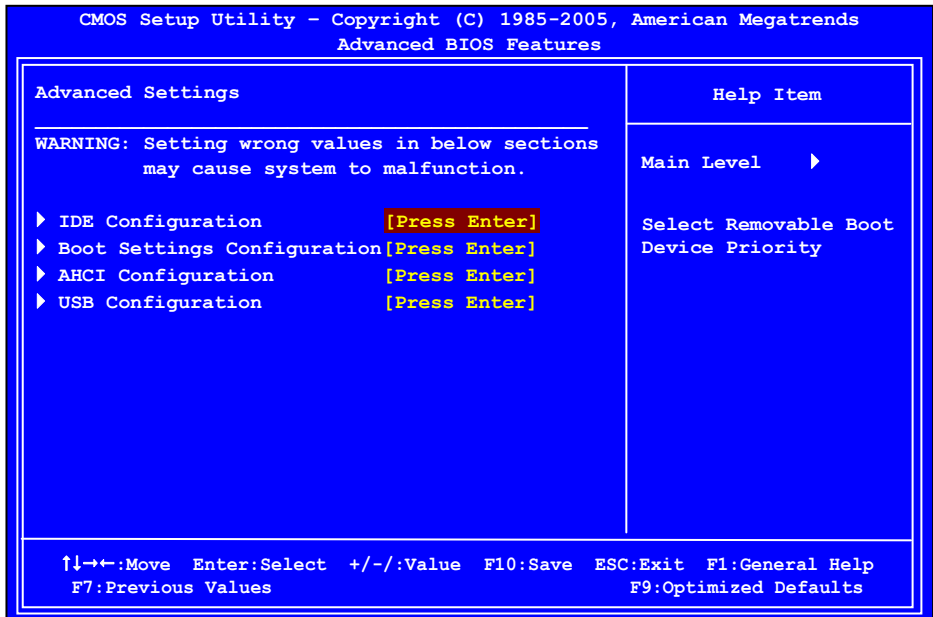 CMOS Setup Utility – Copyright (C) 1985-2005, American Megatrends
Advanced BIOS Features
Advanced Settings
WARNING: Setting wrong values in below sections
may cause system to malfunction.
IDE Configuration [Press Enter]
Boot Settings Configuration[Press Enter]
AHCI Configuration [Press Enter]
USB Configuration [Press Enter]
Help Item
Main Level
Select Removable Boot
Device Priority
↑↓→←:Move Enter:Select +/-/:Value F10:Save ESC:Exit F1:General Help
F7:Previous Values F9:Optimized Defaults